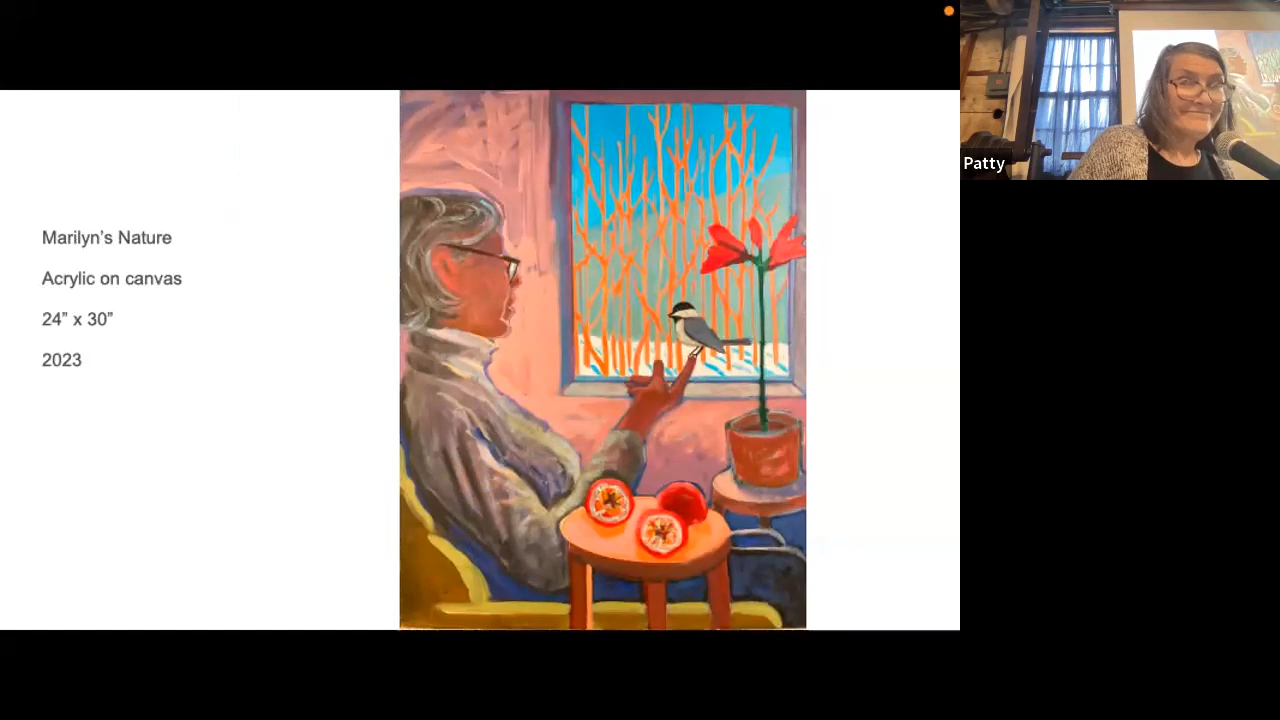 Marilyn’s Nature
Acrylic on canvas
24” x 30”
2023
Patty